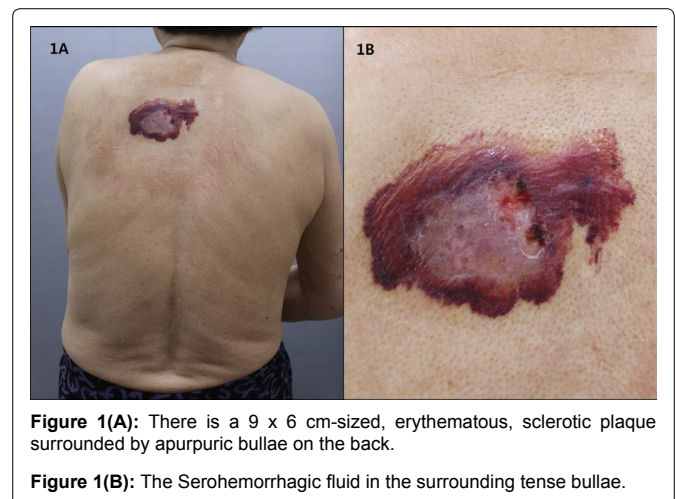 1A
1B
Figure 1(A): There is a 9 x 6 cm-sized, erythematous, sclerotic plaque
surrounded by apurpuric bullae on the back.
Figure 1(B): The Serohemorrhagic fluid in the surrounding tense bullae.